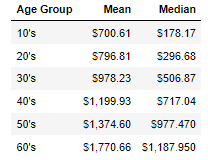 Age Group Mean Median
10's $700.61 $178.17
20's $796.81 $296.68
30's $978.23 $506.87
40's $1,199.93 $717.04
50's $1,374.60 $977.470
60's $1,770.66 $1,187.950